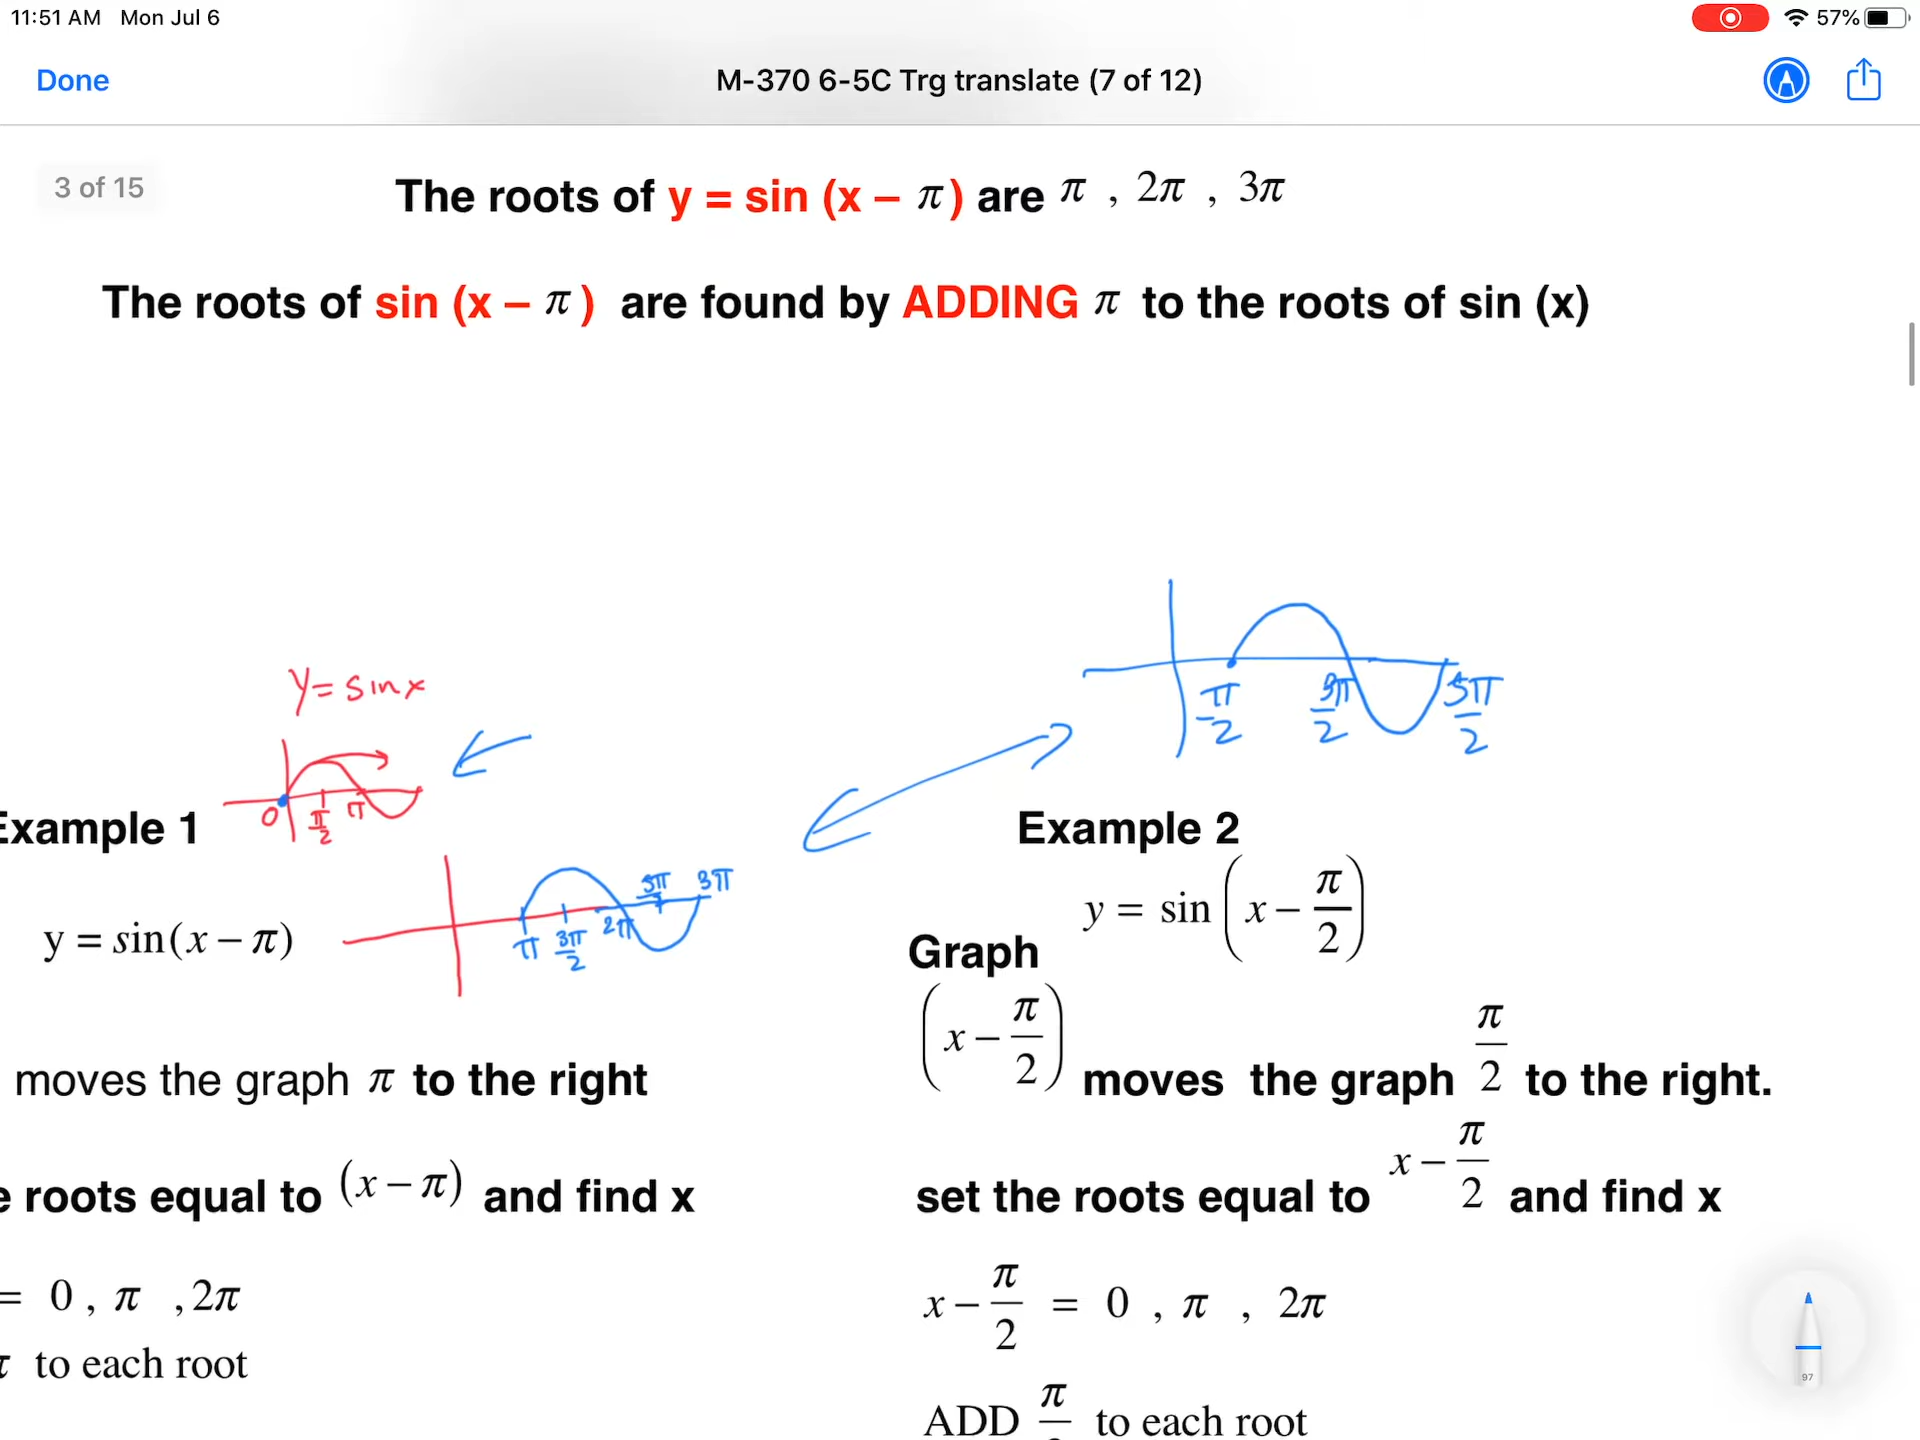 11:51 AM Mon Jul 6
57%
Done
M-370 6-5C Trg translate (7 of 12)
3 of 15
The roots of y = sin (x – π) are π , 2π , 3π
The roots of sin (x – π) are found by ADDING π to the roots of sin (x)
y = sin x
0 π/2 π
π/2 3π/2 5π/2
Example 1
π 3π/2 2π 5π 3π
y = sin(x – π)
moves the graph π to the right
e roots equal to (x – π) and find x
= 0 , π , 2π
to each root
Example 2
y = sin (x – π/2)
Graph
(x – π/2) moves the graph π/2 to the right.
set the roots equal to x – π/2 and find x
x – π/2 = 0 , π , 2π
ADD π to each root
97